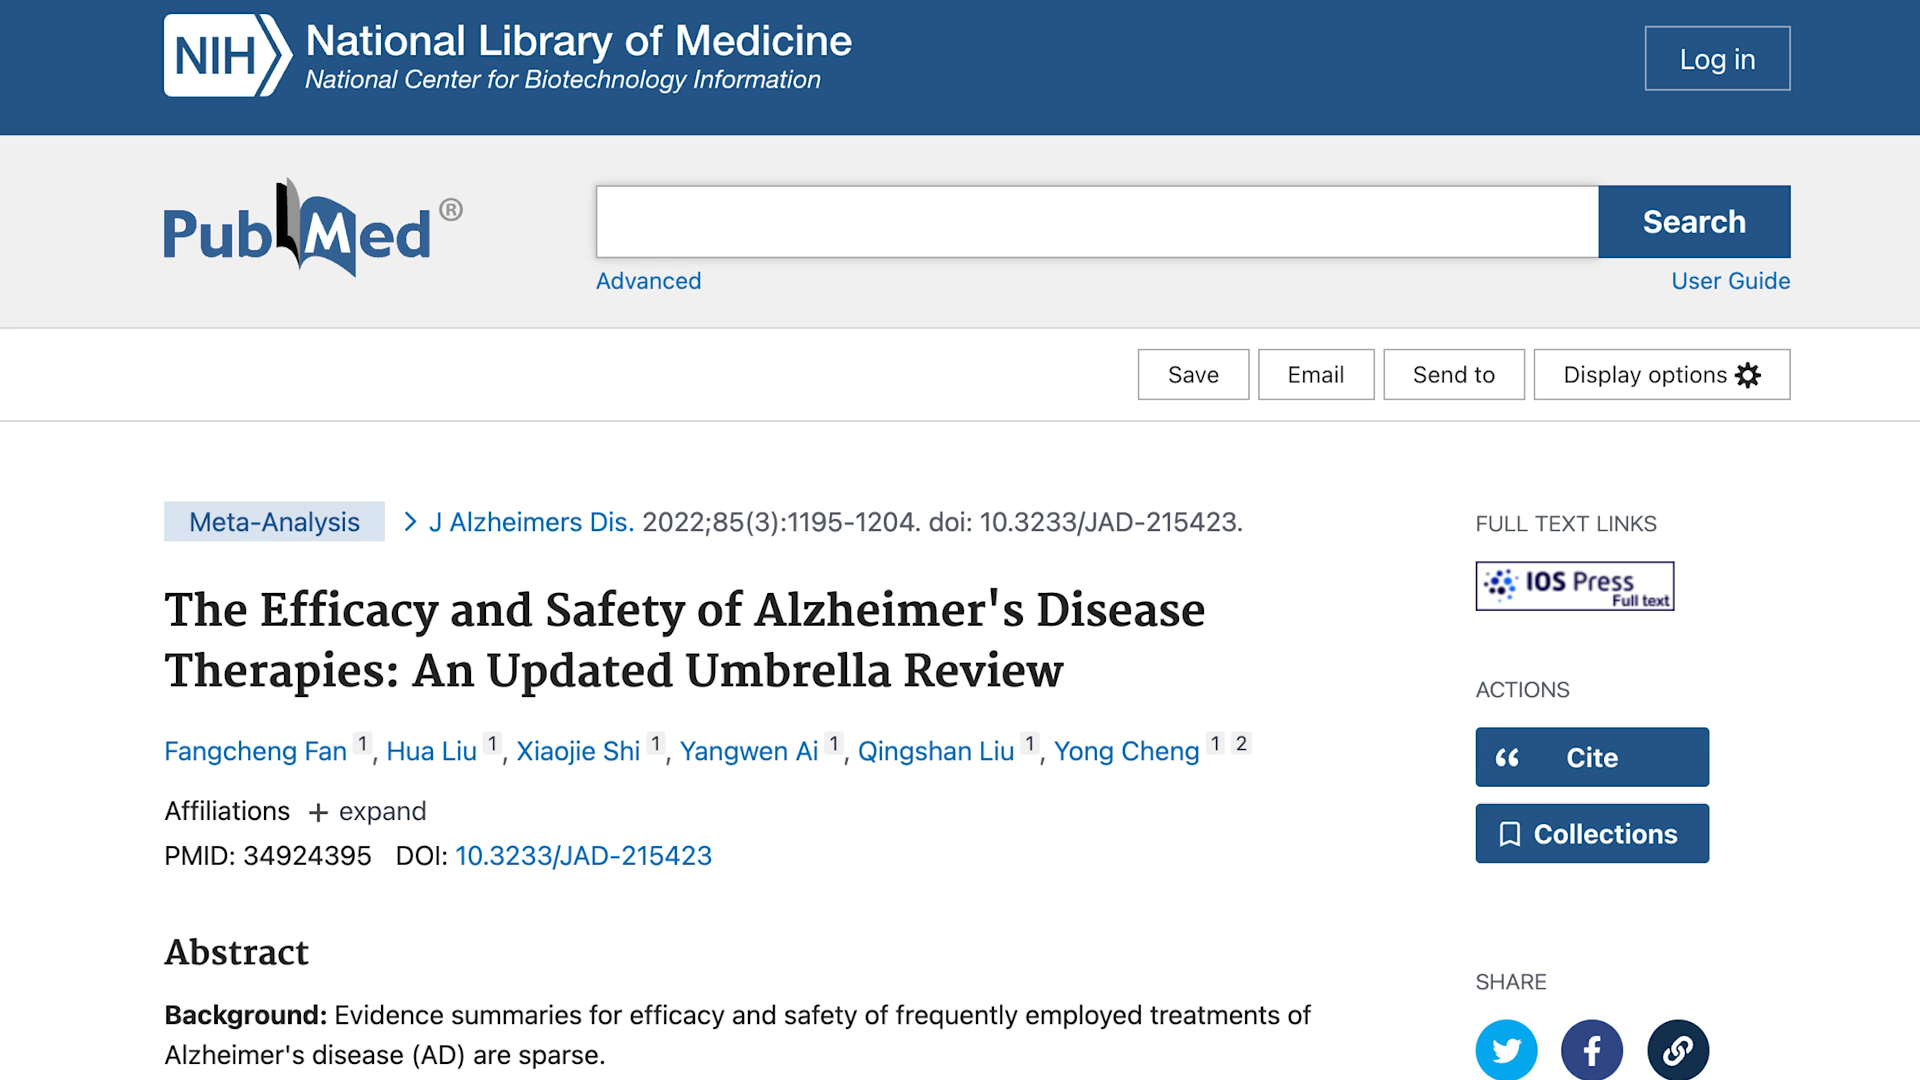 NIH National Library of Medicine
National Center for Biotechnology Information
Log in
PubMed®
Search
Advanced
User Guide
Save
Email
Send to
Display options
Meta-Analysis > J Alzheimers Dis. 2022;85(3):1195-1204. doi: 10.3233/JAD-215423.
The Efficacy and Safety of Alzheimer's Disease
Therapies: An Updated Umbrella Review
Fangcheng Fan 1, Hua Liu 1, Xiaojie Shi 1, Yangwen Ai 1, Qingshan Liu 1, Yong Cheng 1 2
Affiliations + expand
PMID: 34924395 DOI: 10.3233/JAD-215423
Abstract
Background: Evidence summaries for efficacy and safety of frequently employed treatments of
Alzheimer's disease (AD) are sparse.
FULL TEXT LINKS
IOS Press
Full text
ACTIONS
Cite
Collections
SHARE